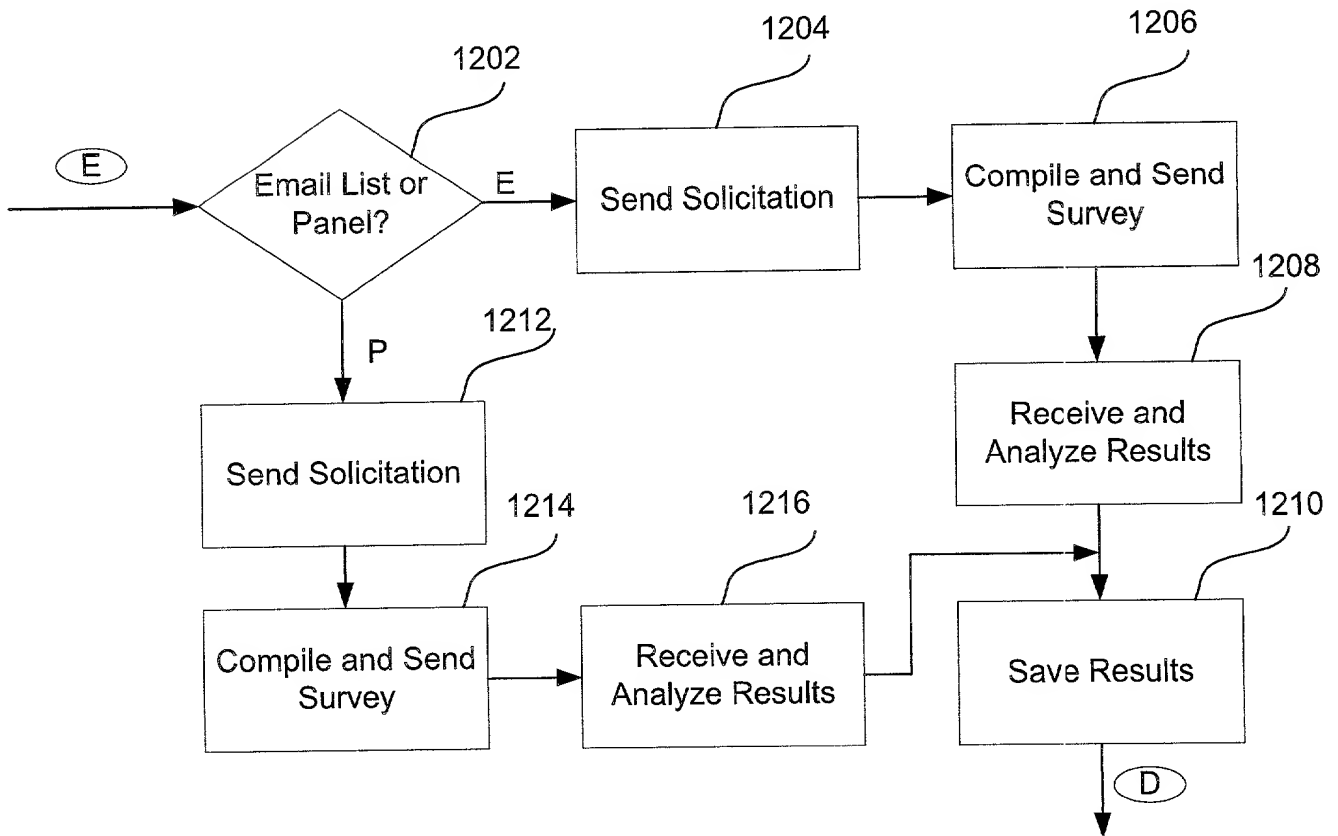 1202
1204
1206
E
Email List or
Panel?
E
Send Solicitation
Compile and Send
Survey
1208
P
1212
Receive and
Analyze Results
Send Solicitation
1214
1216
1210
Compile and Send
Survey
Receive and
Analyze Results
Save Results
D